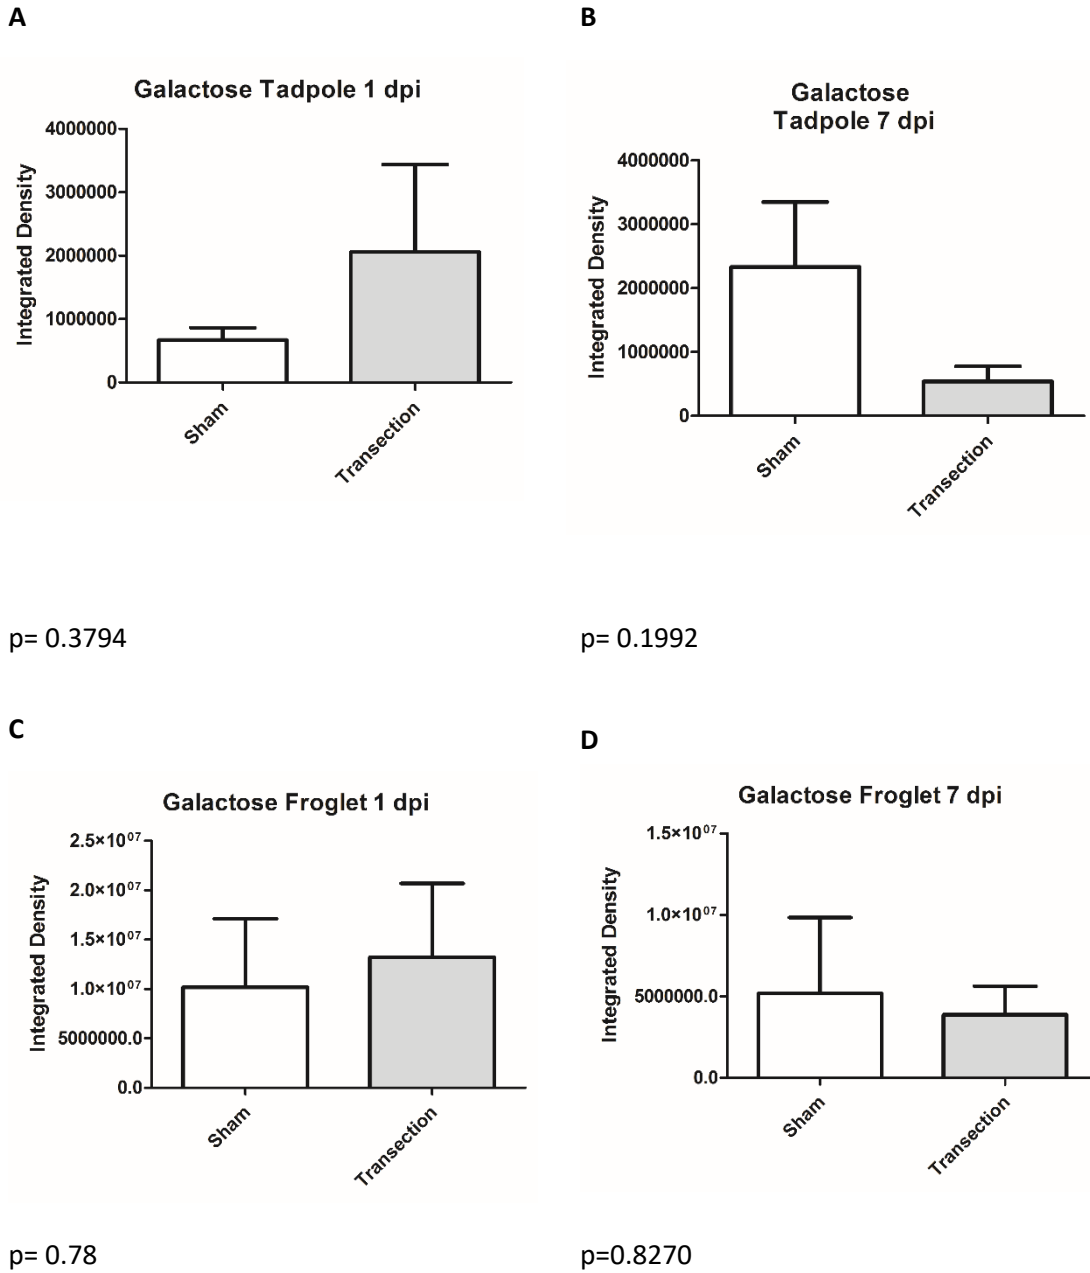 A
Galactose Tadpole 1 dpi
4000000
3000000
2000000
1000000
0
Integrated Density
Sham
Transection
p= 0.3794
B
Galactose
Tadpole 7 dpi
4000000
3000000
2000000
1000000
0
Integrated Density
Sham
Transection
p= 0.1992
C
Galactose Froglet 1 dpi
2.5×10⁰⁷
2.0×10⁰⁷
1.5×10⁰⁷
1.0×10⁰⁷
5000000.0
0.0
Integrated Density
Sham
Transection
p= 0.78
D
Galactose Froglet 7 dpi
1.5×10⁰⁷
1.0×10⁰⁷
5000000.0
0.0
Integrated Density
Sham
Transection
p=0.8270